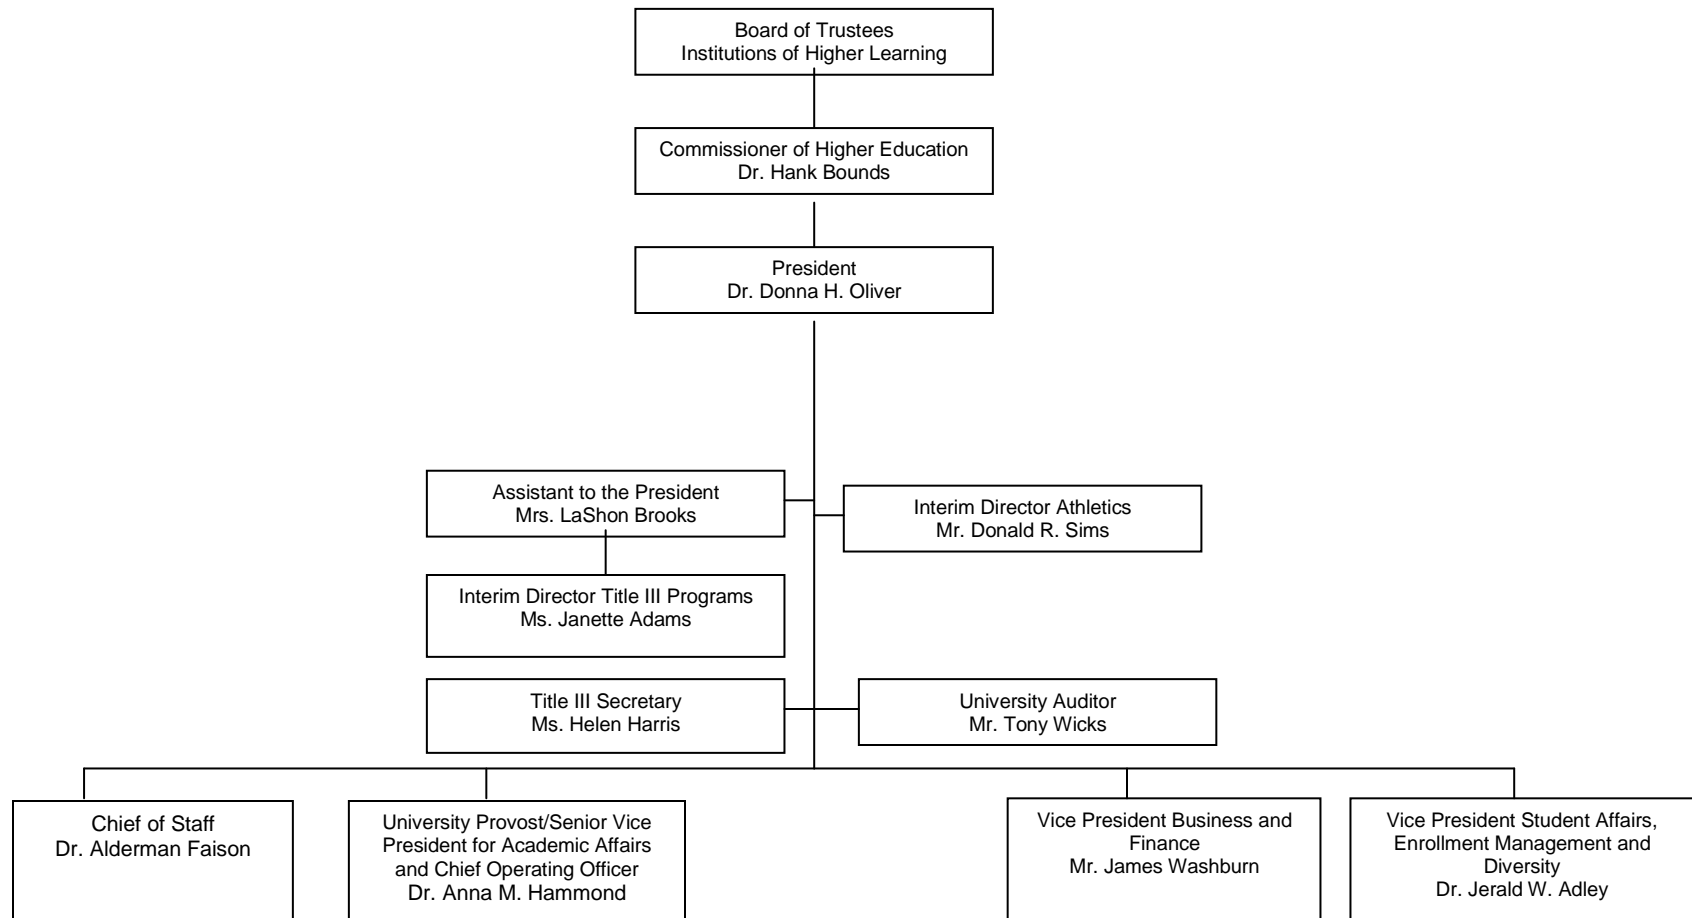 Board of Trustees
Institutions of Higher Learning
Commissioner of Higher Education
Dr. Hank Bounds
President
Dr. Donna H. Oliver
Assistant to the President
Mrs. LaShon Brooks
Interim Director Athletics
Mr. Donald R. Sims
Interim Director Title III Programs
Ms. Janette Adams
Title III Secretary
Ms. Helen Harris
University Auditor
Mr. Tony Wicks
Chief of Staff
Dr. Alderman Faison
University Provost/Senior Vice
President for Academic Affairs
and Chief Operating Officer
Dr. Anna M. Hammond
Vice President Business and
Finance
Mr. James Washburn
Vice President Student Affairs,
Enrollment Management and
Diversity
Dr. Jerald W. Adley